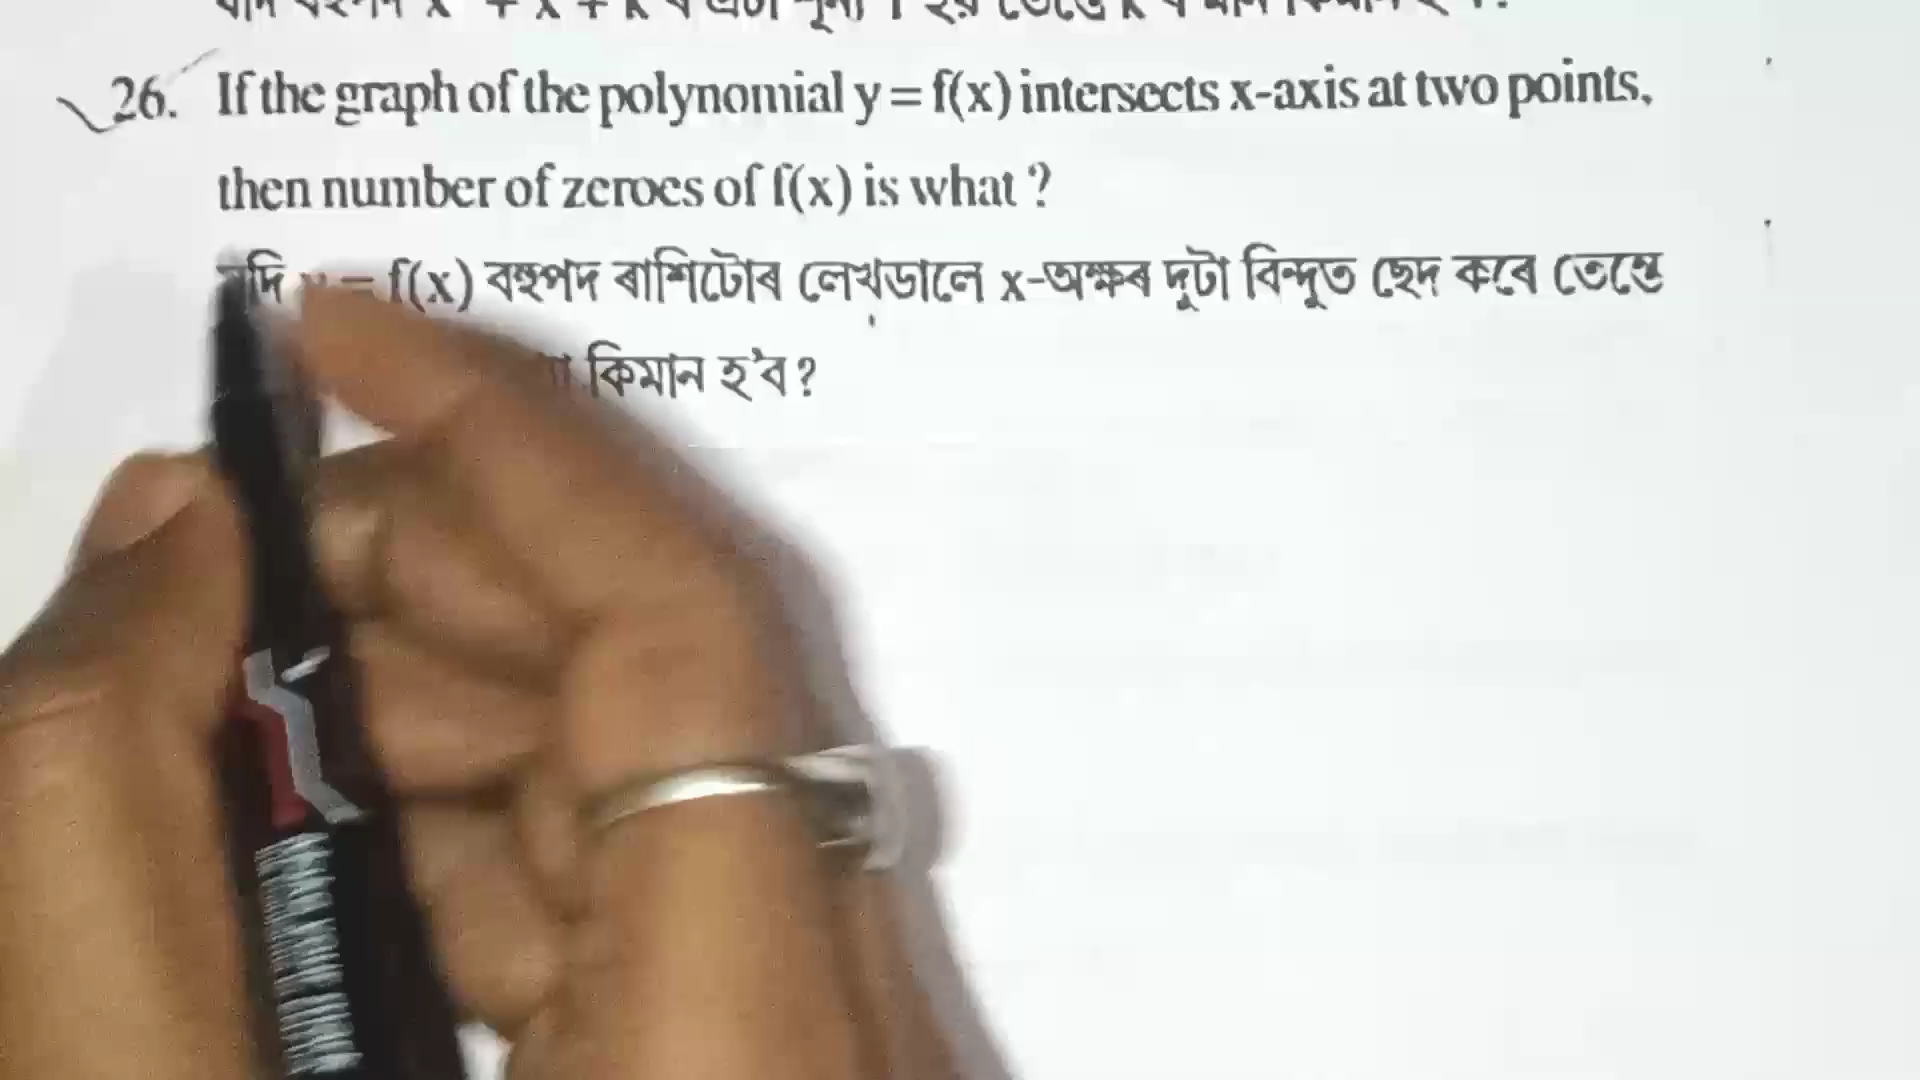 x + x + K
26. If the graph of the polynomial y = f(x) intersects x-axis at two points,
then number of zeroes of f(x) is what ?
যদি y = f(x) বহুপদ ৰাশিটোৰ লেখডালে x-অক্ষৰ দুটা বিন্দুত ছেদ কৰে তেন্তে
কিমান হ'ব?